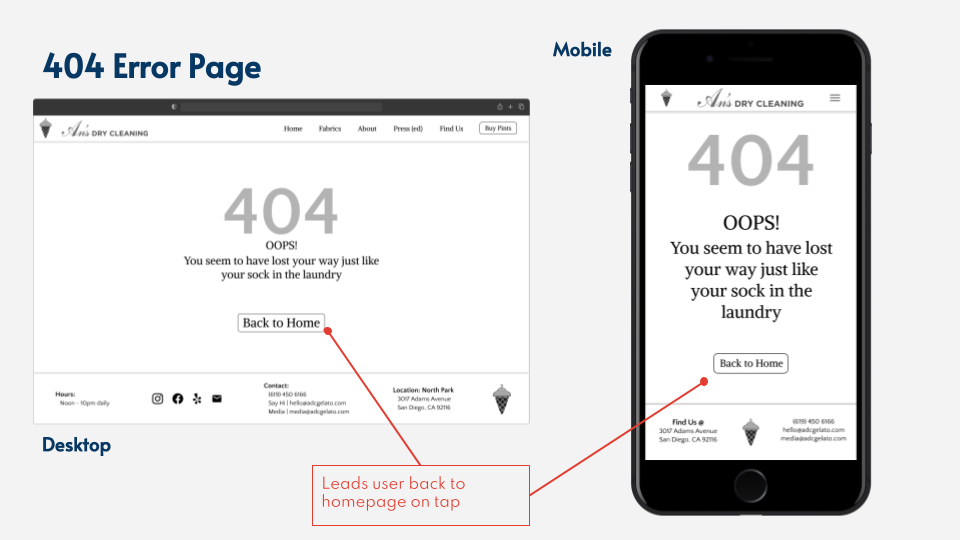 404 Error Page
Mobile
An's DRY CLEANING
Home
Fabrics
About
Press (ed)
Find Us
Buy Pints
404
OOPS!
You seem to have lost your way just like
your sock in the laundry
Back to Home
Hours:
Noon - 10pm daily
Contact:
(619) 450 6166
Say Hi | hello@adcgelato.com
Media | media@adcgelato.com
Location: North Park
3017 Adams Avenue
San Diego, CA 92116
Desktop
Leads user back to
homepage on tap
An's DRY CLEANING
404
OOPS!
You seem to have lost
your way just like
your sock in the
laundry
Back to Home
Find Us @
3017 Adams Avenue
San Diego, CA 92116
(619) 450 6166
hello@adcgelato.com
media@adcgelato.com